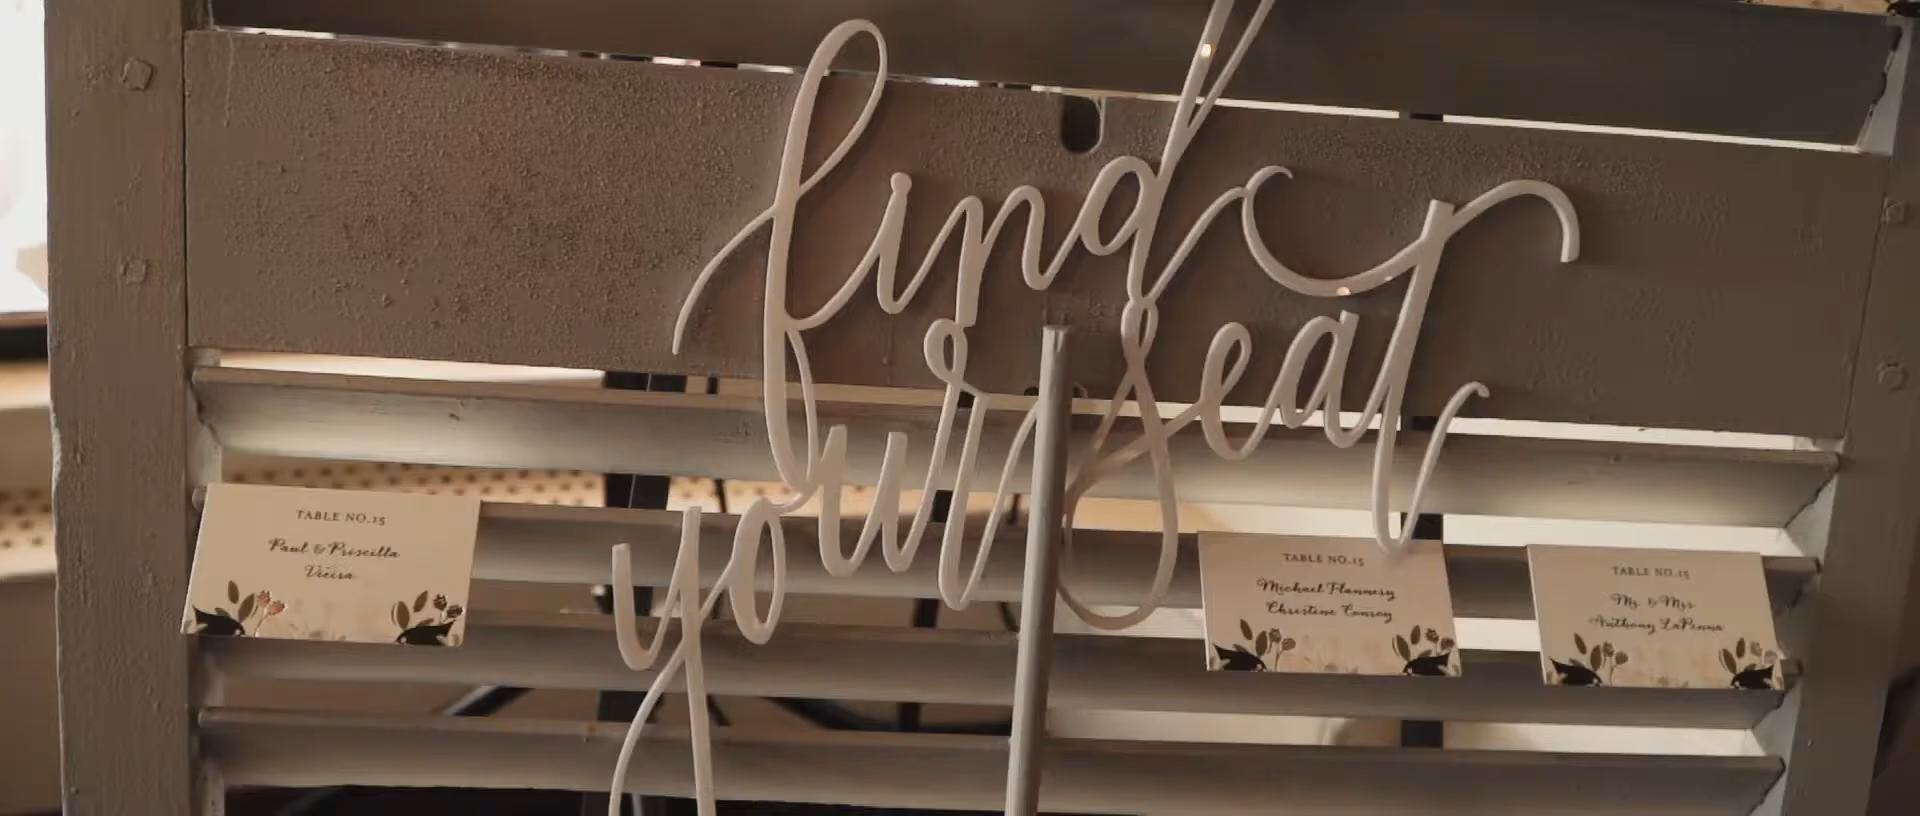 find
your seat
TABLE NO.15
Paul & Priscilla
Vieira
TABLE NO.15
Michael Flannery
Christine Conroy
TABLE NO.15
Mr. & Mrs
Anthony LaPenna